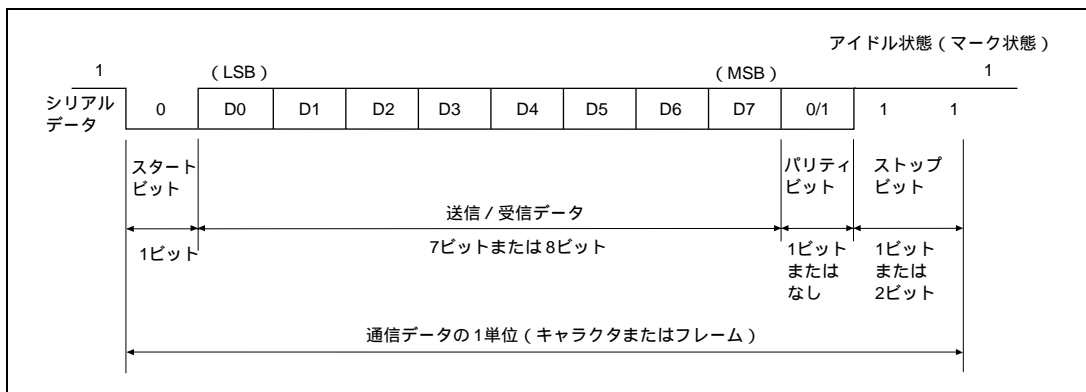 アイドル状態（マーク状態）
1 （LSB） （MSB） 1
シリアル
データ
0 D0 D1 D2 D3 D4 D5 D6 D7 0/1 1 1
スタート
ビット
パリティ
ビット
ストップ
ビット
送信／受信データ
1ビット
7ビットまたは8ビット
1ビット
または
なし
1ビット
または
2ビット
通信データの1単位（キャラクタまたはフレーム）